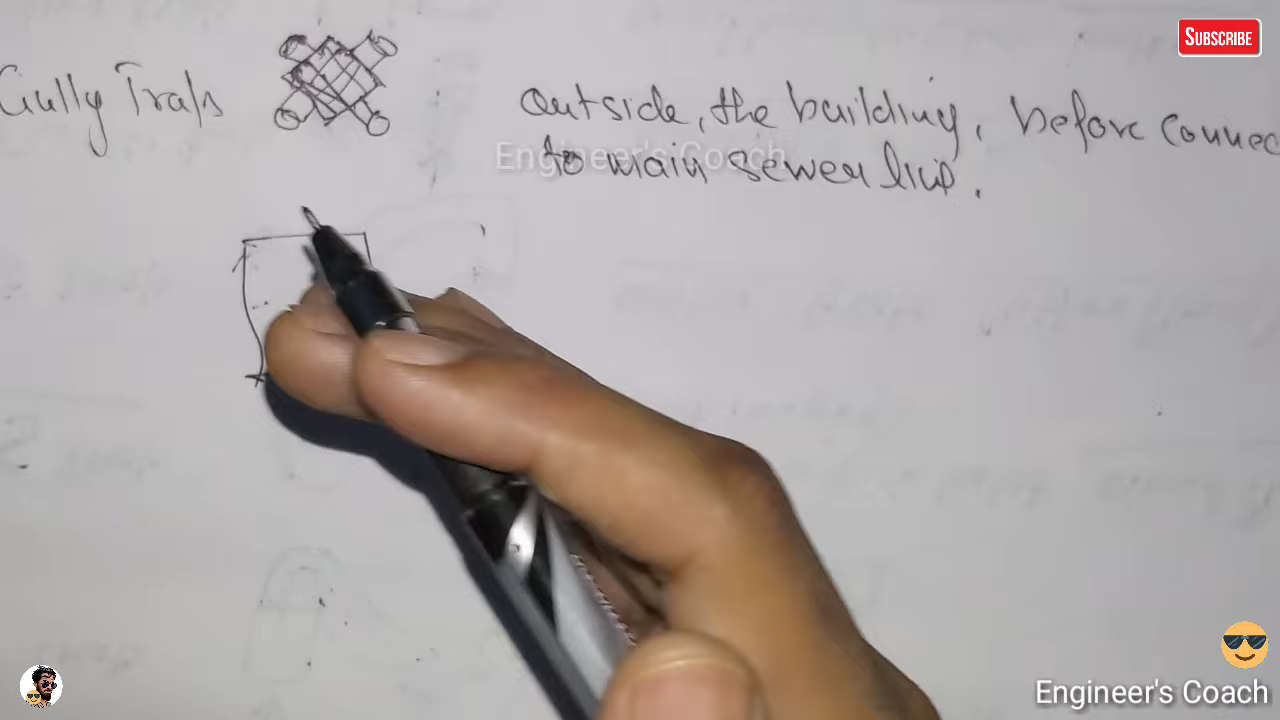 SUBSCRIBE
Gully Traps
outside, the building, before connec
to main sewer line.
Engineer's Coach
Engineer's Coach